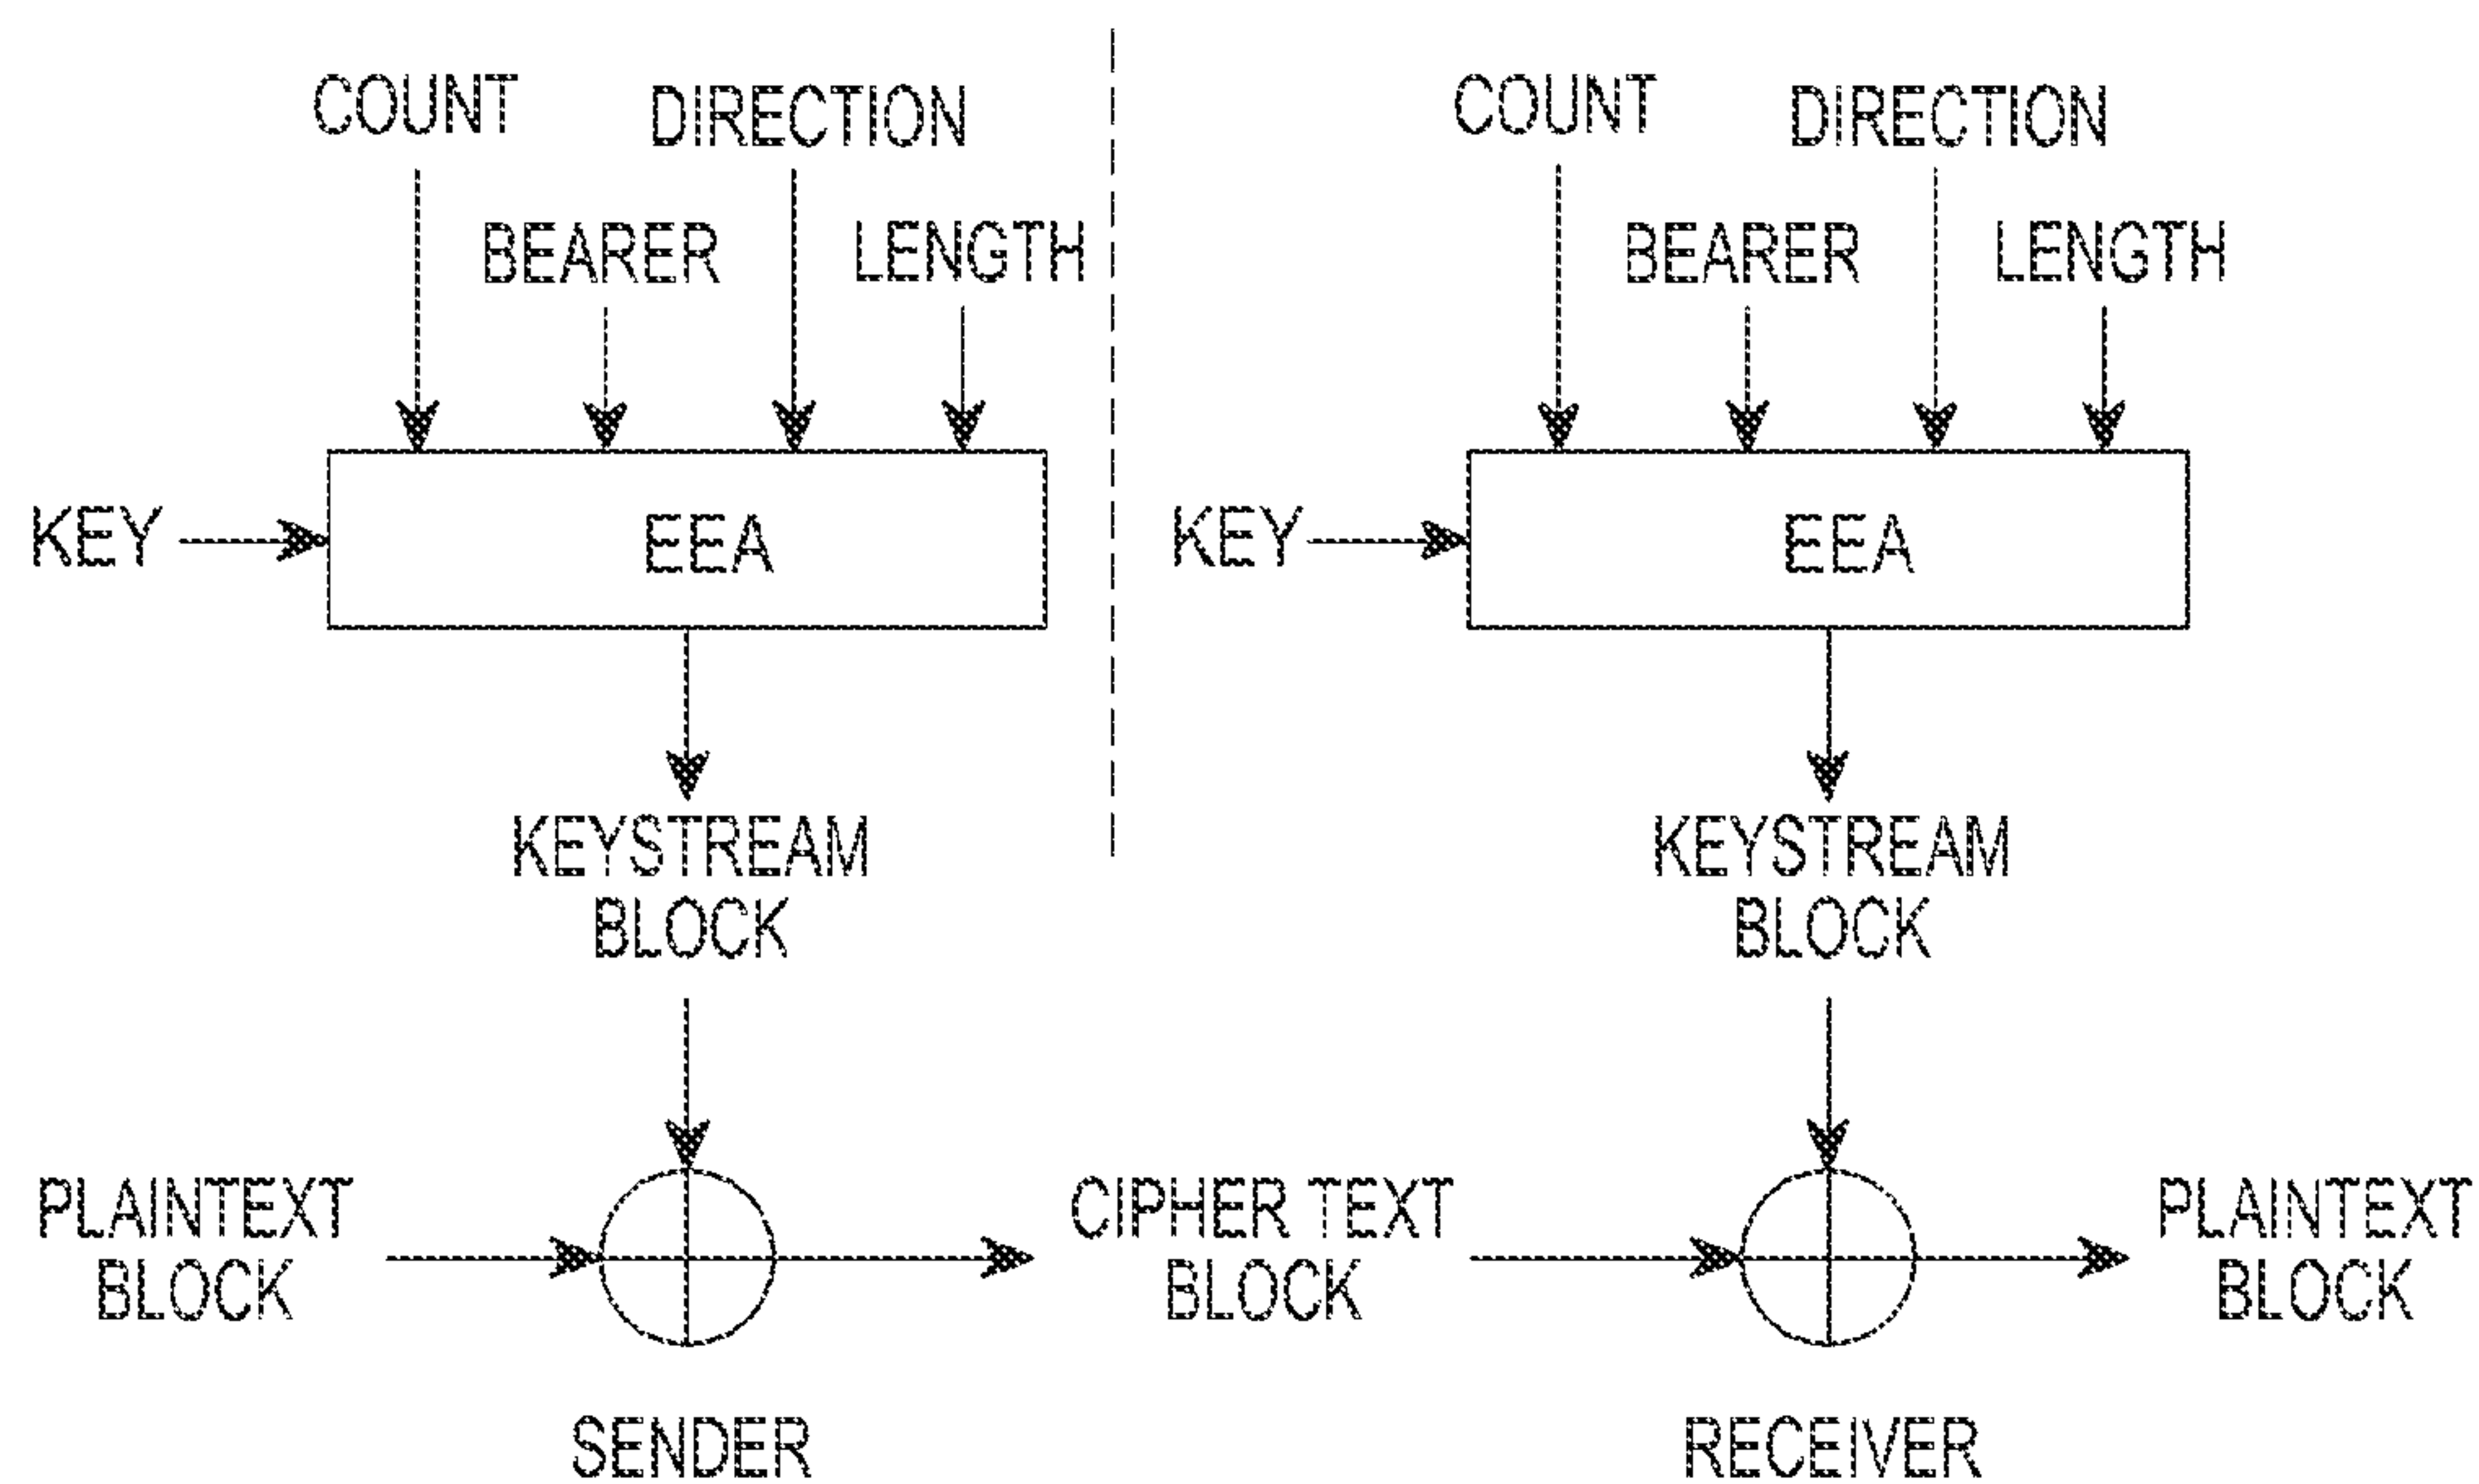 COUNT
DIRECTION
BEARER
LENGTH
KEY
EEA
KEYSTREAM
BLOCK
PLAINTEXT
BLOCK
SENDER
CIPHER TEXT
BLOCK
COUNT
DIRECTION
BEARER
LENGTH
KEY
EEA
KEYSTREAM
BLOCK
PLAINTEXT
BLOCK
RECEIVER